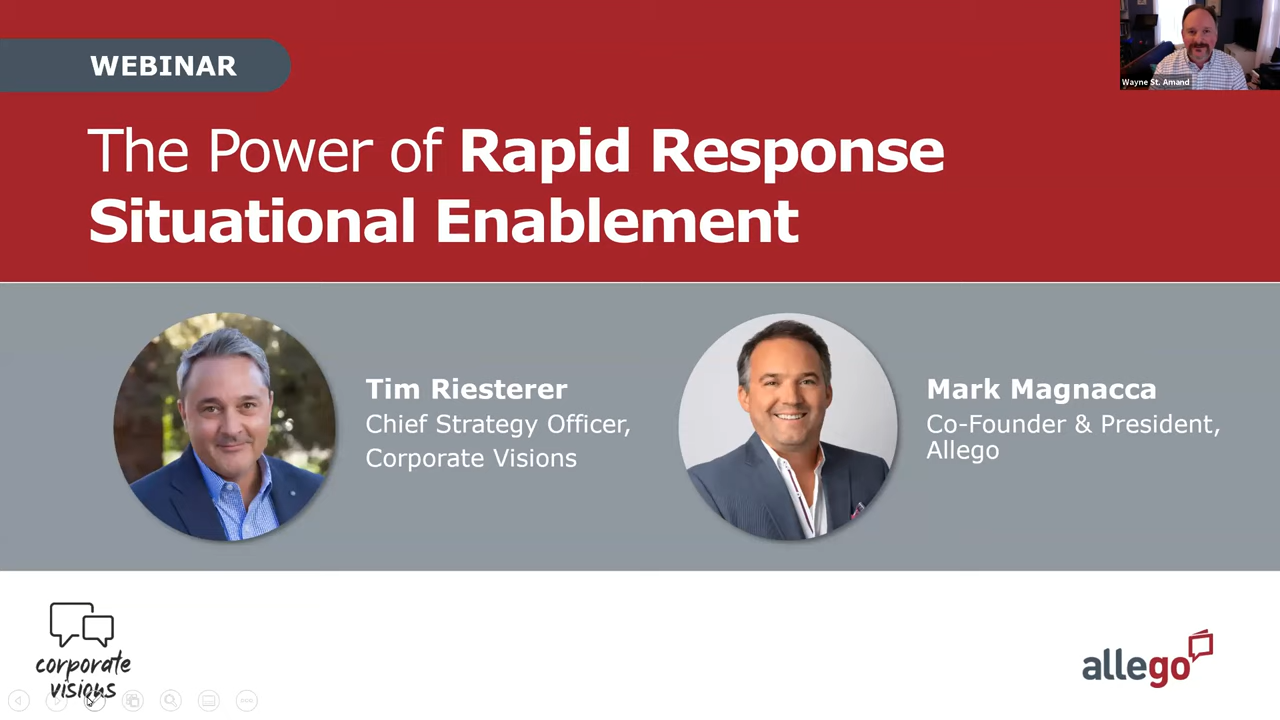 WEBINAR
Wayne St. Amand
The Power of Rapid Response
Situational Enablement
Tim Riesterer
Chief Strategy Officer,
Corporate Visions
Mark Magnacca
Co-Founder & President,
Allego
corporate
visions
allego